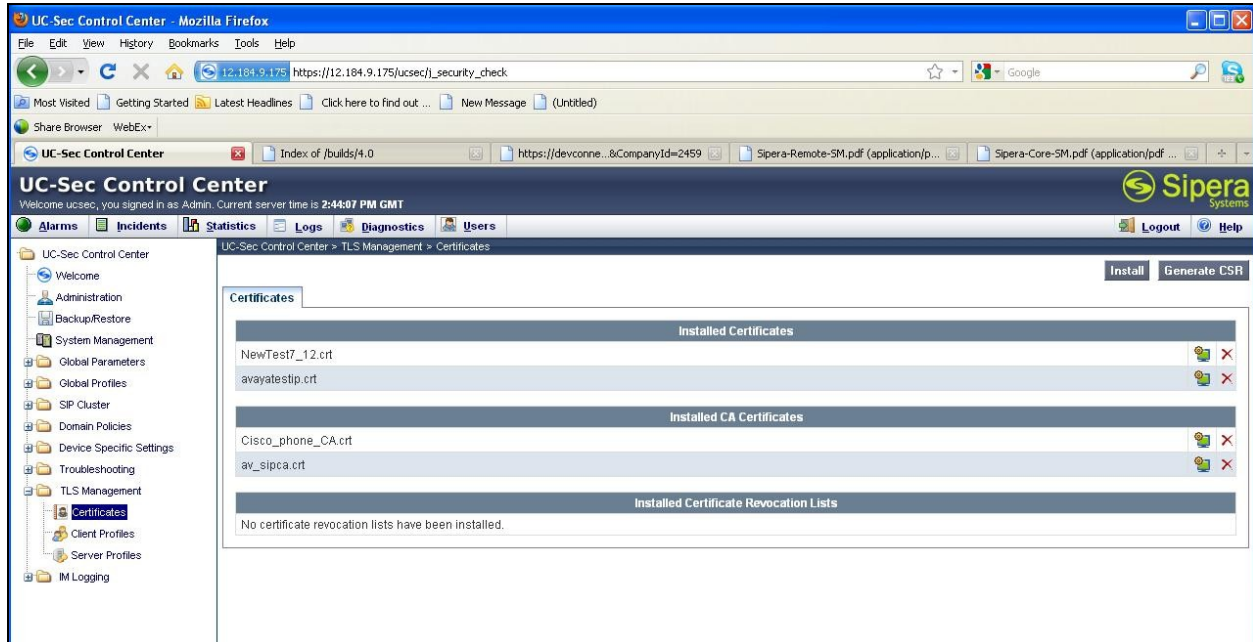 UC-Sec Control Center - Mozilla Firefox
File Edit View History Bookmarks Tools Help
12.184.9.175 https://12.184.9.175/ucsec/j_security_check
Google
Most Visited Getting Started Latest Headlines Click here to find out ... New Message (Untitled)
Share Browser WebEx
UC-Sec Control Center Index of /builds/4.0 https://devconne...&CompanyId=2459 Sipera-Remote-SM.pdf (application/p... Sipera-Core-SM.pdf (application/pdf ...
UC-Sec Control Center
Sipera Systems
Welcome ucsec, you signed in as Admin. Current server time is 2:44:07 PM GMT
Alarms Incidents Statistics Logs Diagnostics Users Logout Help
UC-Sec Control Center > TLS Management > Certificates
UC-Sec Control Center
Welcome
Administration
Backup/Restore
System Management
Global Parameters
Global Profiles
SIP Cluster
Domain Policies
Device Specific Settings
Troubleshooting
TLS Management
Certificates
Client Profiles
Server Profiles
IM Logging
Install Generate CSR
Certificates
Installed Certificates
NewTest7_12.crt
avayatestip.crt
Installed CA Certificates
Cisco_phone_CA.crt
av_sipca.crt
Installed Certificate Revocation Lists
No certificate revocation lists have been installed.